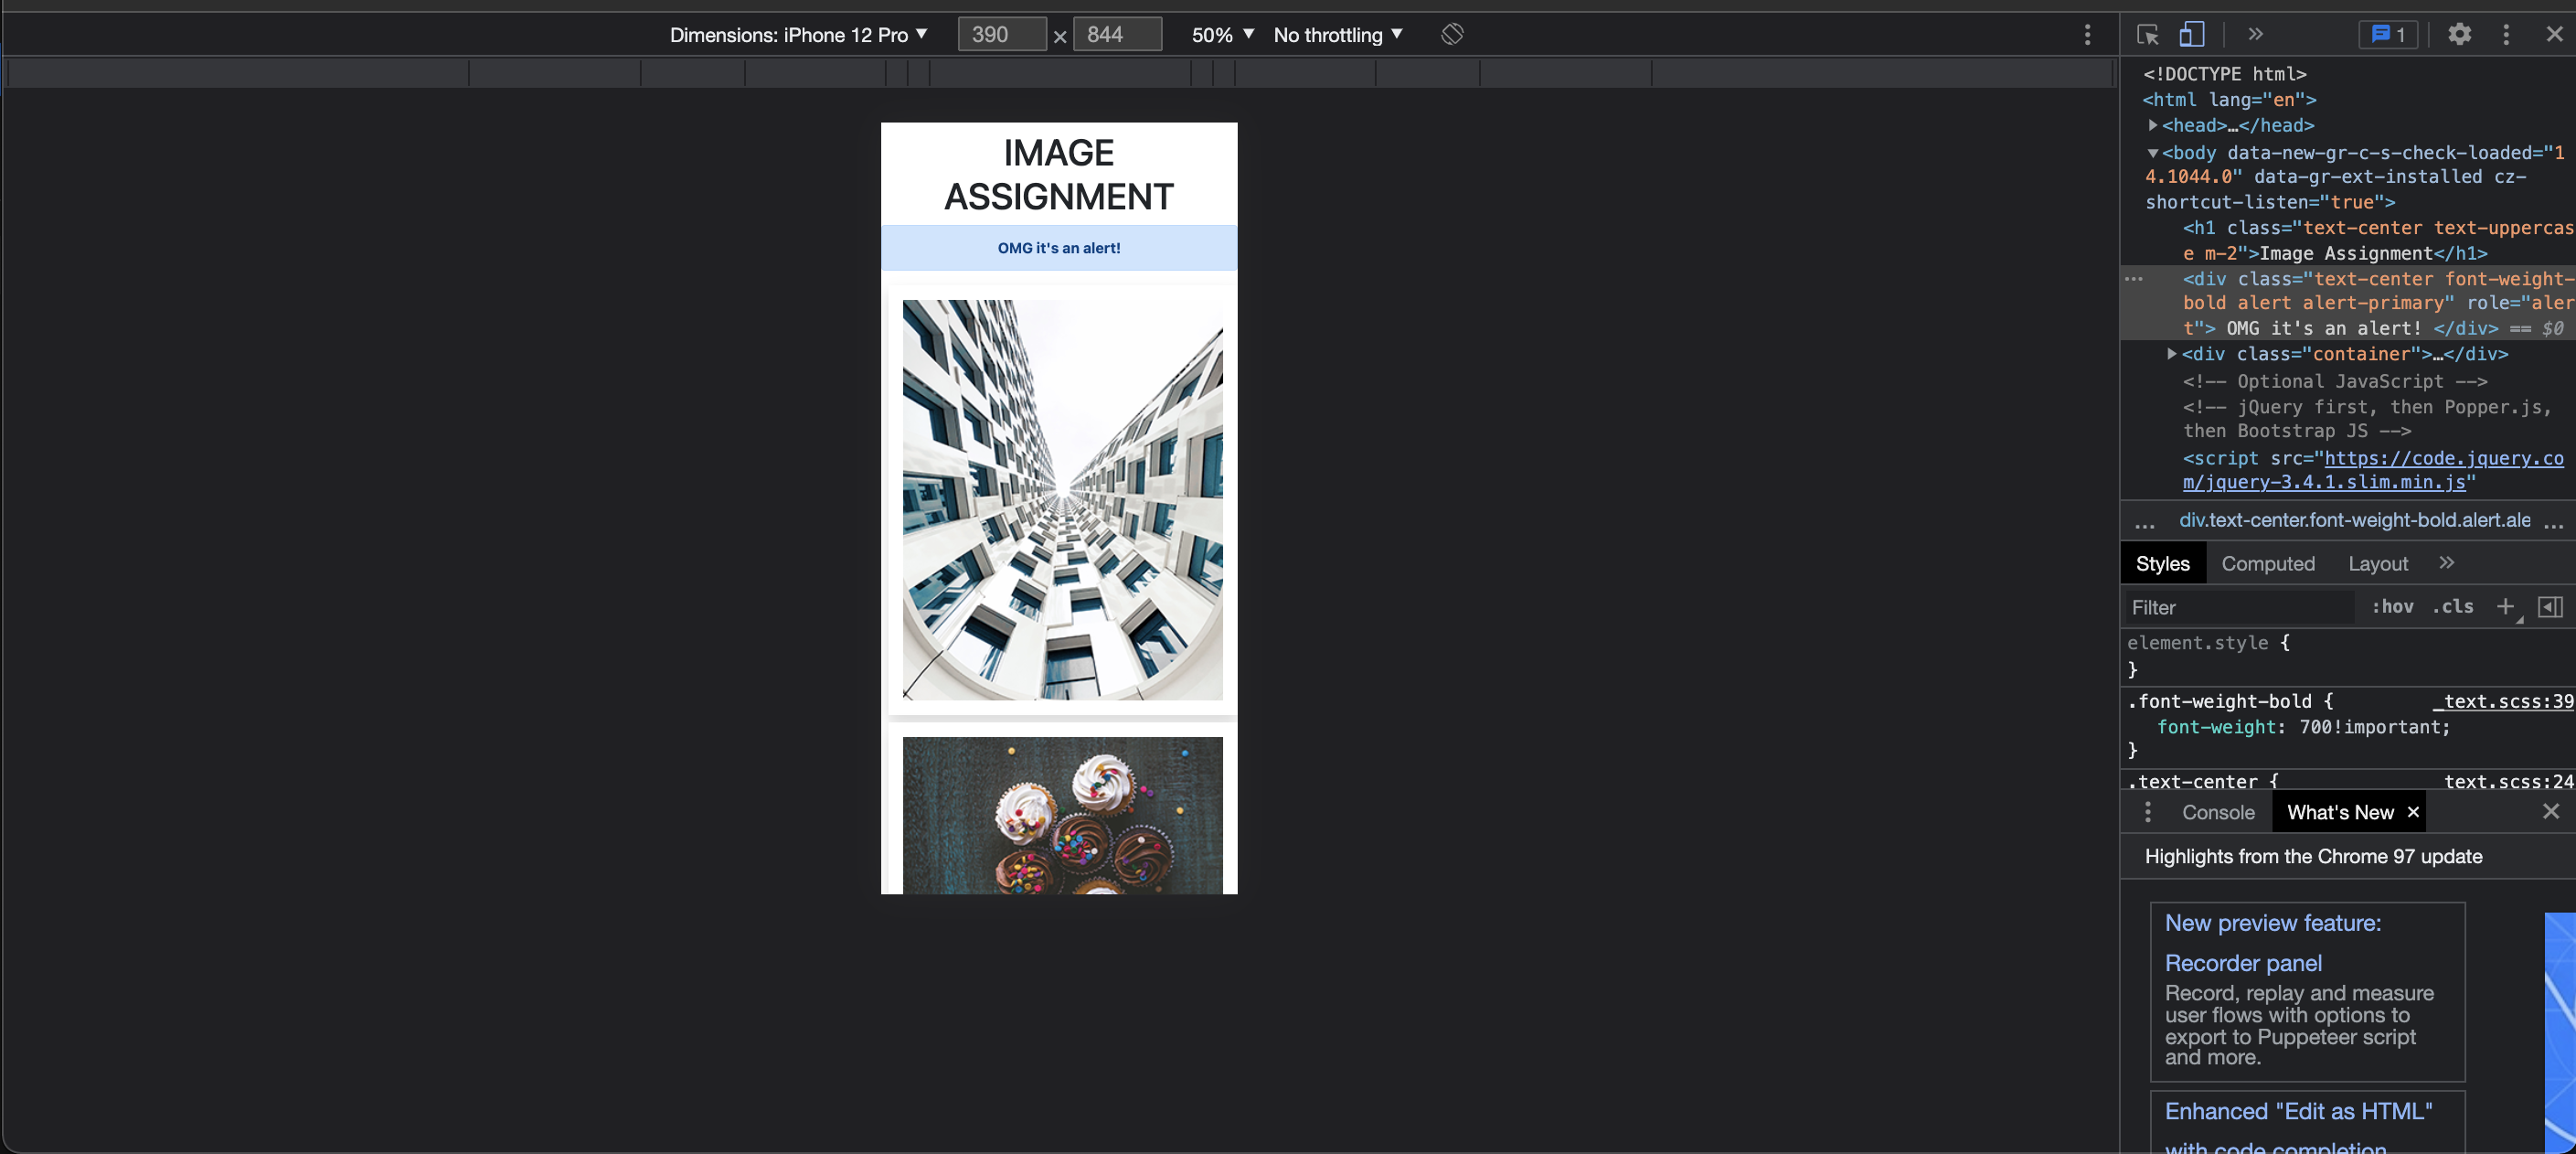 Dimensions: iPhone 12 Pro ▼ 390 × 844 50% ▼ No throttling ▼
IMAGE
ASSIGNMENT
OMG it's an alert!
1
<!DOCTYPE html>
<html lang="en">
<head>…</head>
<body data-new-gr-c-s-check-loaded="1
4.1044.0" data-gr-ext-installed cz-
shortcut-listen="true">
<h1 class="text-center text-uppercas
e m-2">Image Assignment</h1>
<div class="text-center font-weight-
bold alert alert-primary" role="aler
t"> OMG it's an alert! </div> == $0
<div class="container">…</div>
<!-- Optional JavaScript -->
<!-- jQuery first, then Popper.js,
then Bootstrap JS -->
<script src="https://code.jquery.co
m/jquery-3.4.1.slim.min.js"
... div.text-center.font-weight-bold.alert.ale ...
Styles Computed Layout
Filter :hov .cls
element.style {
}
.font-weight-bold { _text.scss:39
font-weight: 700!important;
}
.text-center { text.scss:24
Console What's New ×
Highlights from the Chrome 97 update
New preview feature:
Recorder panel
Record, replay and measure
user flows with options to
export to Puppeteer script
and more.
Enhanced "Edit as HTML"
with code completion